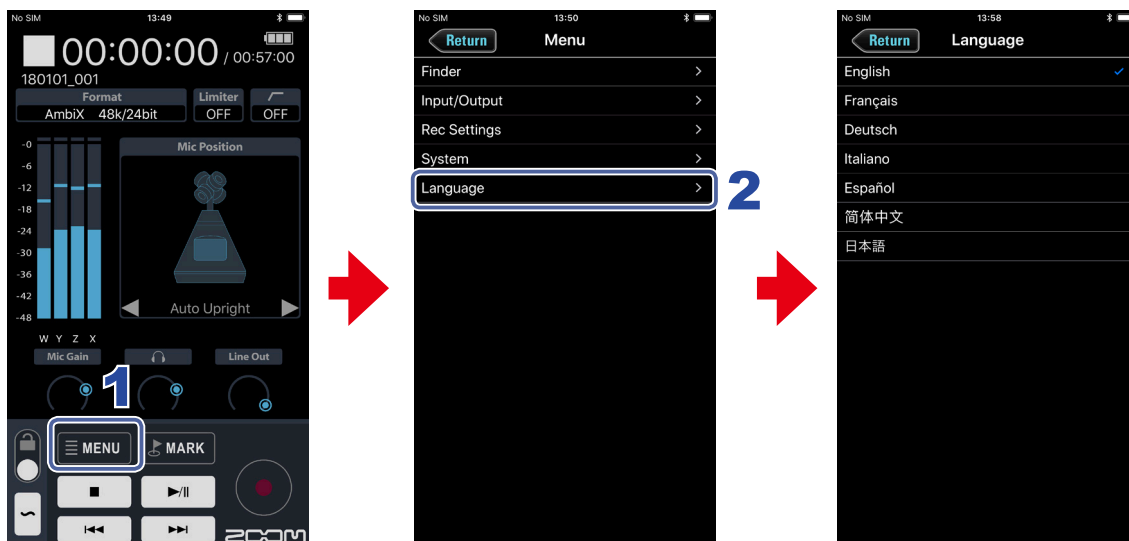 No SIM 13:49
00:00:00 / 00:57:00
180101_001
Format Limiter
AmbiX 48k/24bit OFF OFF
-0
-6
-12
-18
-24
-30
-36
-42
-48
Mic Position
Auto Upright
W Y Z X
Mic Gain Line Out
1
MENU MARK
ZOOM
No SIM 13:50
Return Menu
Finder
Input/Output
Rec Settings
System
Language
2
No SIM 13:58
Return Language
English
Français
Deutsch
Italiano
Español
简体中文
日本語